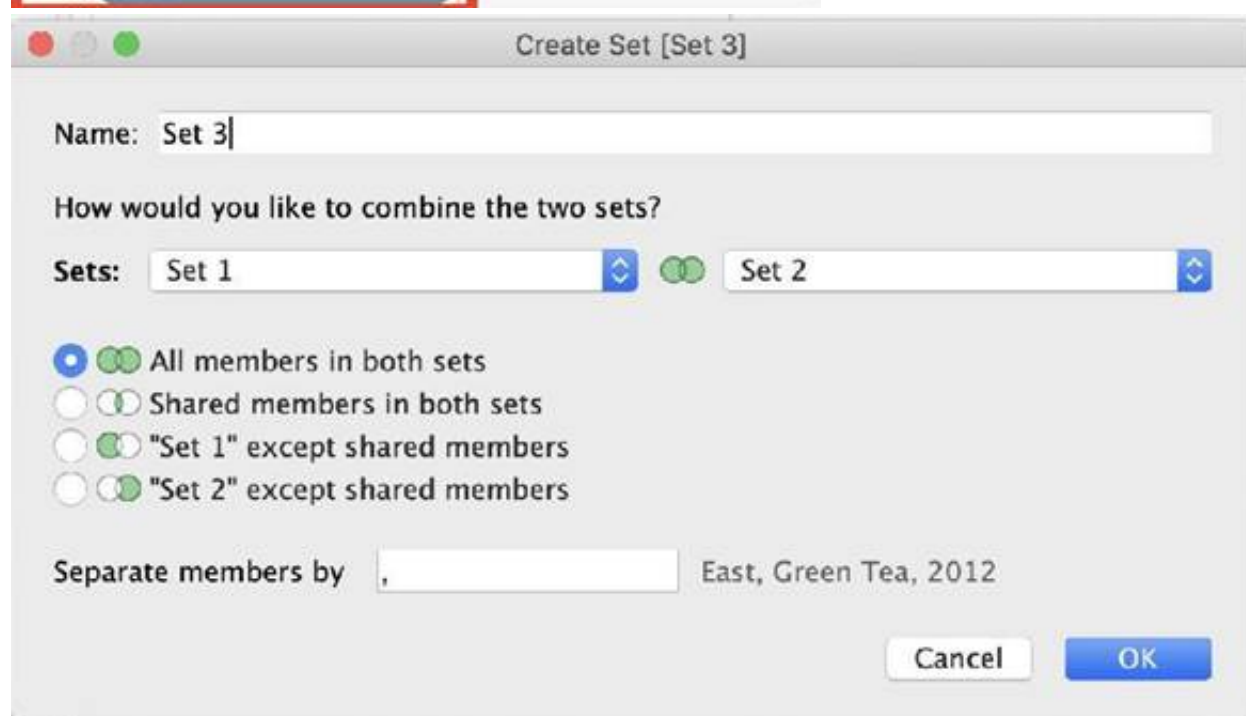 Create Set [Set 3]
Name: Set 3
How would you like to combine the two sets?
Sets: Set 1 Set 2
All members in both sets
Shared members in both sets
"Set 1" except shared members
"Set 2" except shared members
Separate members by , East, Green Tea, 2012
Cancel OK